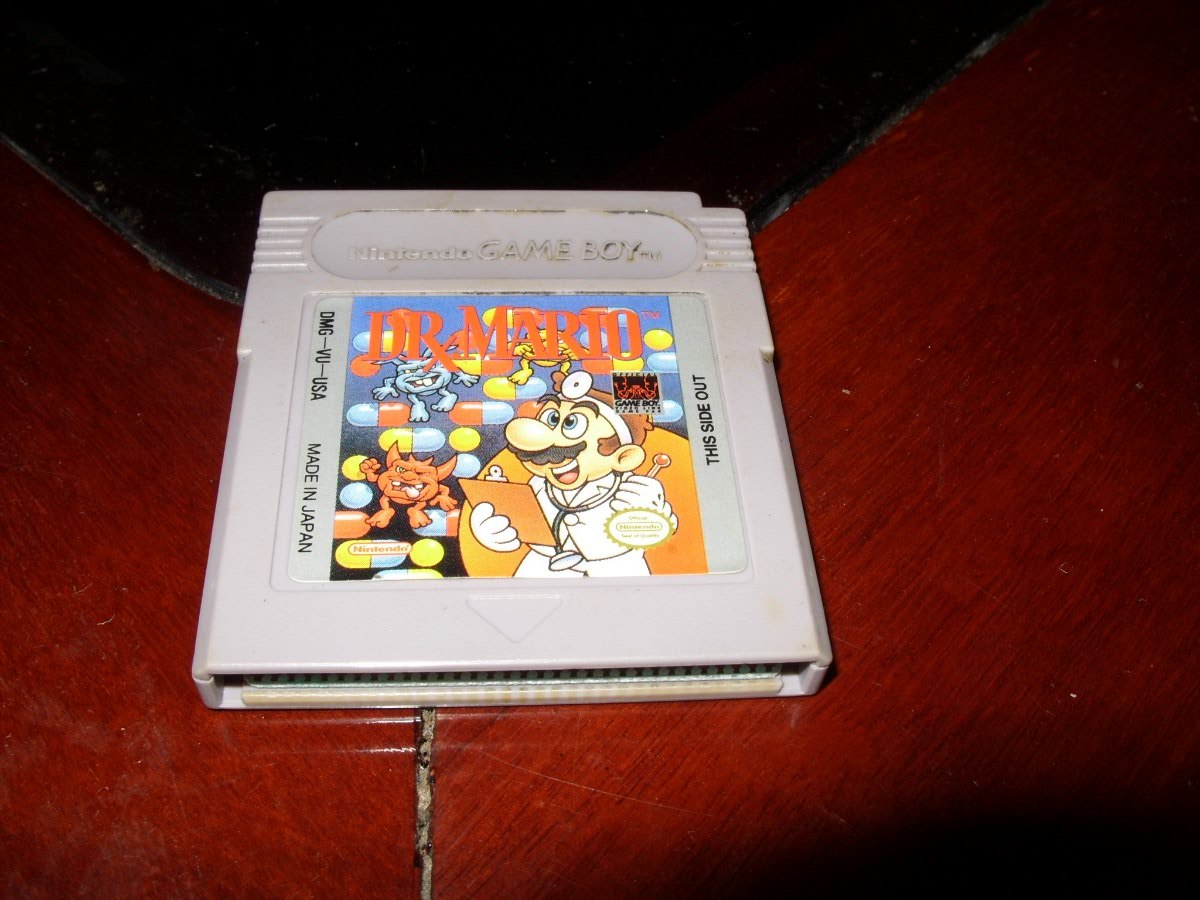 Nintendo GAME BOY™
DMG-VU-USA
MADE IN JAPAN
DR. MARIO™
OFFICIAL
GAME BOY
THIS SIDE OUT
Nintendo
Official
Nintendo
Seal of Quality